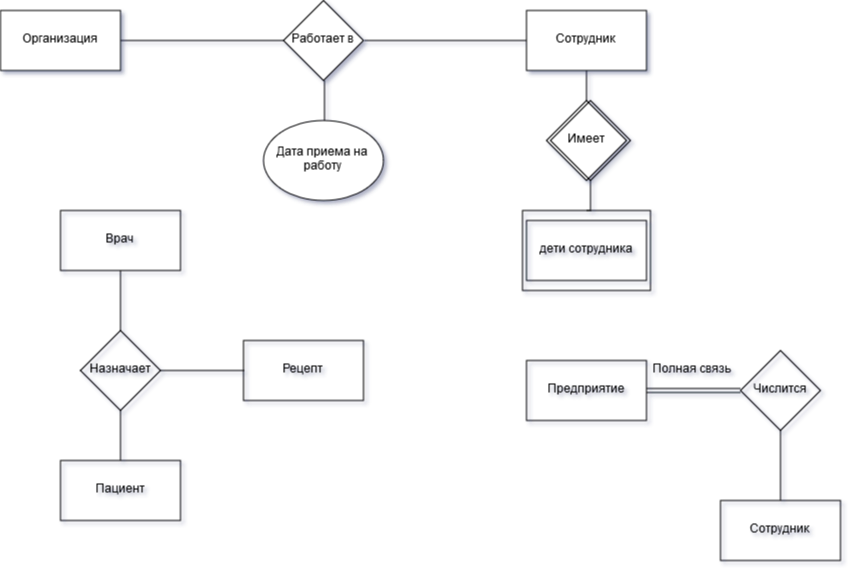 Организация
Работает в
Сотрудник
Дата приема на
работу
Имеет
дети сотрудника
Врач
Назначает
Рецепт
Пациент
Предприятие
Полная связь
Числится
Сотрудник